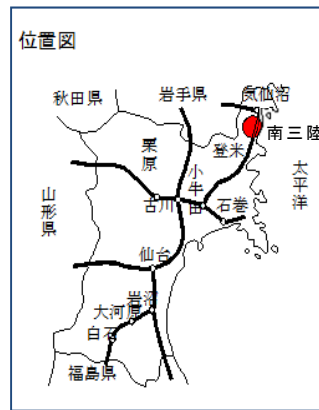 位置図
秋田県
岩手県
気仙沼
南三陸
栗原
登米
小牛田
太平洋
古川
石巻
山形県
仙台
岩沼
大河原
白石
福島県